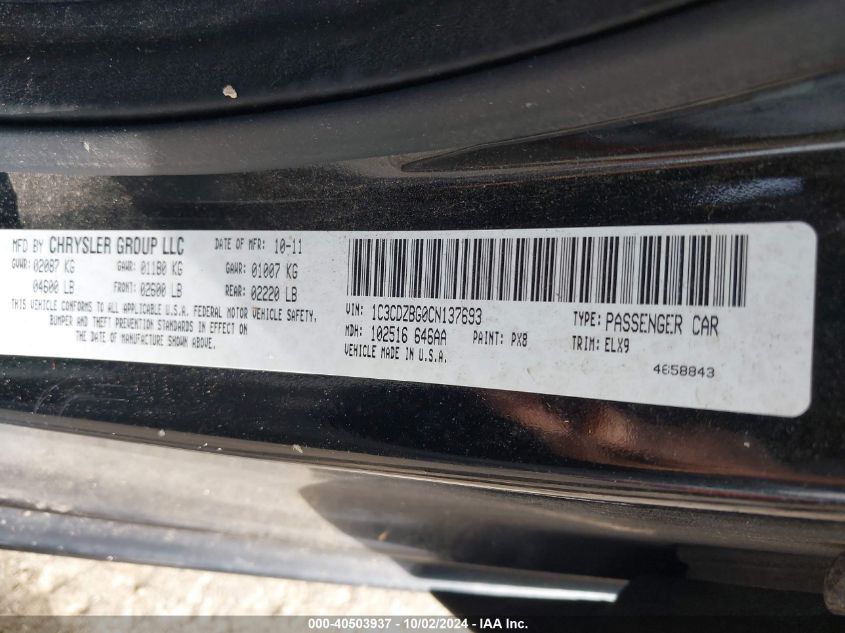 MFD BY CHRYSLER GROUP LLC DATE OF MFR: 10-11
GVWR: 02087 KG GAWR: 01180 KG GAWR: 01007 KG
04600 LB FRONT: 02600 LB REAR: 02220 LB
THIS VEHICLE CONFORMS TO ALL APPLICABLE U.S.A. FEDERAL MOTOR VEHICLE SAFETY,
BUMPER AND THEFT PREVENTION STANDARDS IN EFFECT ON
THE DATE OF MANUFACTURE SHOWN ABOVE.
VIN: 1C3CDZBG0CN137693 TYPE: PASSENGER CAR
MDH: 102516 646AA PAINT: PX8 TRIM: ELX9
VEHICLE MADE IN U.S.A.
4658843
000-40503937 - 10/02/2024 - IAA Inc.